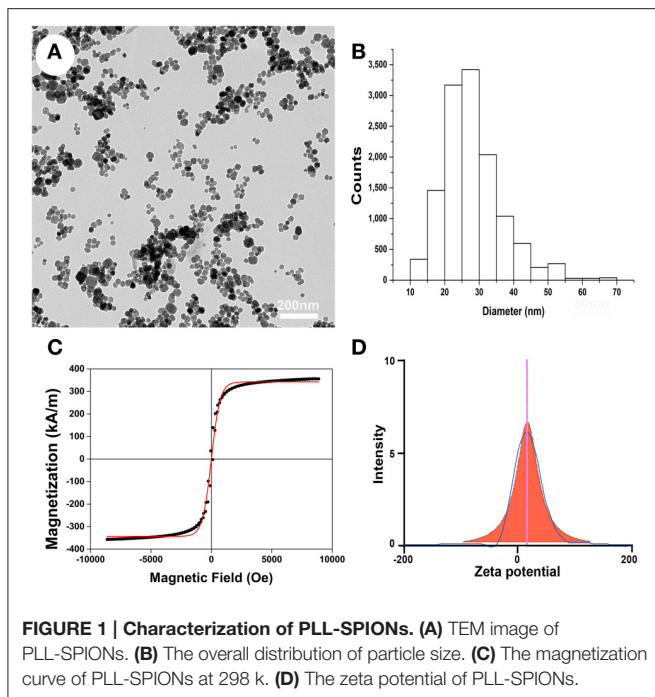 A
200nm
B
3,500
3,000
2,500
2,000
1,500
1,000
500
0
Counts
10 20 30 40 50 60 70
Diameter (nm)
C
400
300
200
100
0
-100
-200
-300
-400
Magnetization (kA/m)
-10000 -5000 0 5000 10000
Magnetic Field (Oe)
D
10
5
0
Intensity
-200 0 200
Zeta potential
FIGURE 1 | Characterization of PLL-SPIONs. (A) TEM image of
PLL-SPIONs. (B) The overall distribution of particle size. (C) The magnetization
curve of PLL-SPIONs at 298 k. (D) The zeta potential of PLL-SPIONs.